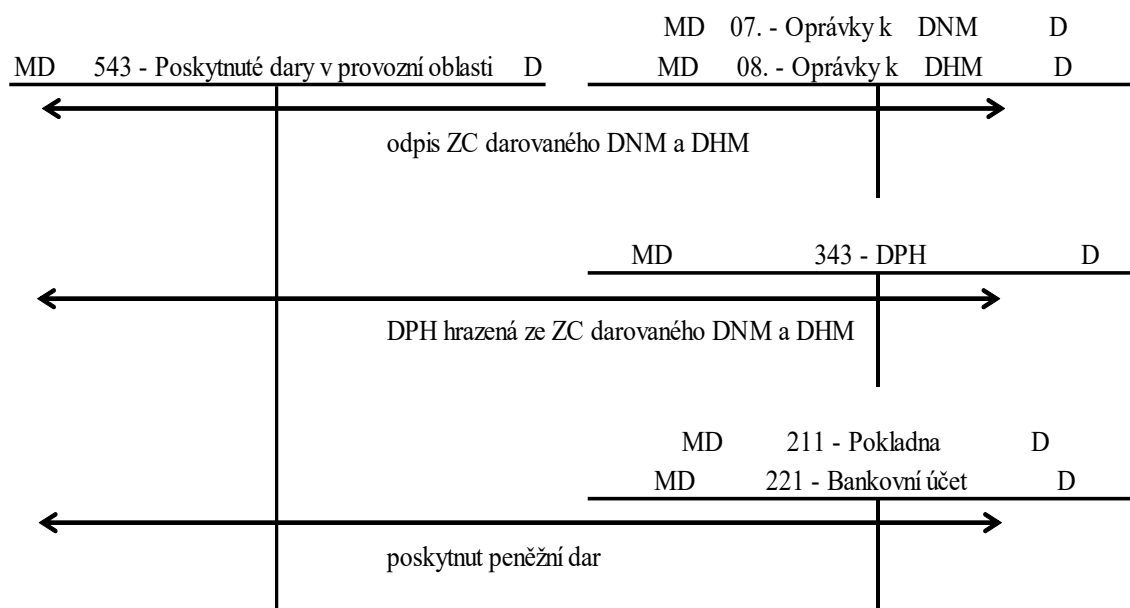 MD 07. - Oprávky k DNM D
MD 543 - Poskytnuté dary v provozní oblasti D MD 08. - Oprávky k DHM D
odpis ZC darovaného DNM a DHM
MD 343 - DPH D
DPH hrazená ze ZC darovaného DNM a DHM
MD 211 - Pokladna D
MD 221 - Bankovní účet D
poskytnut peněžní dar